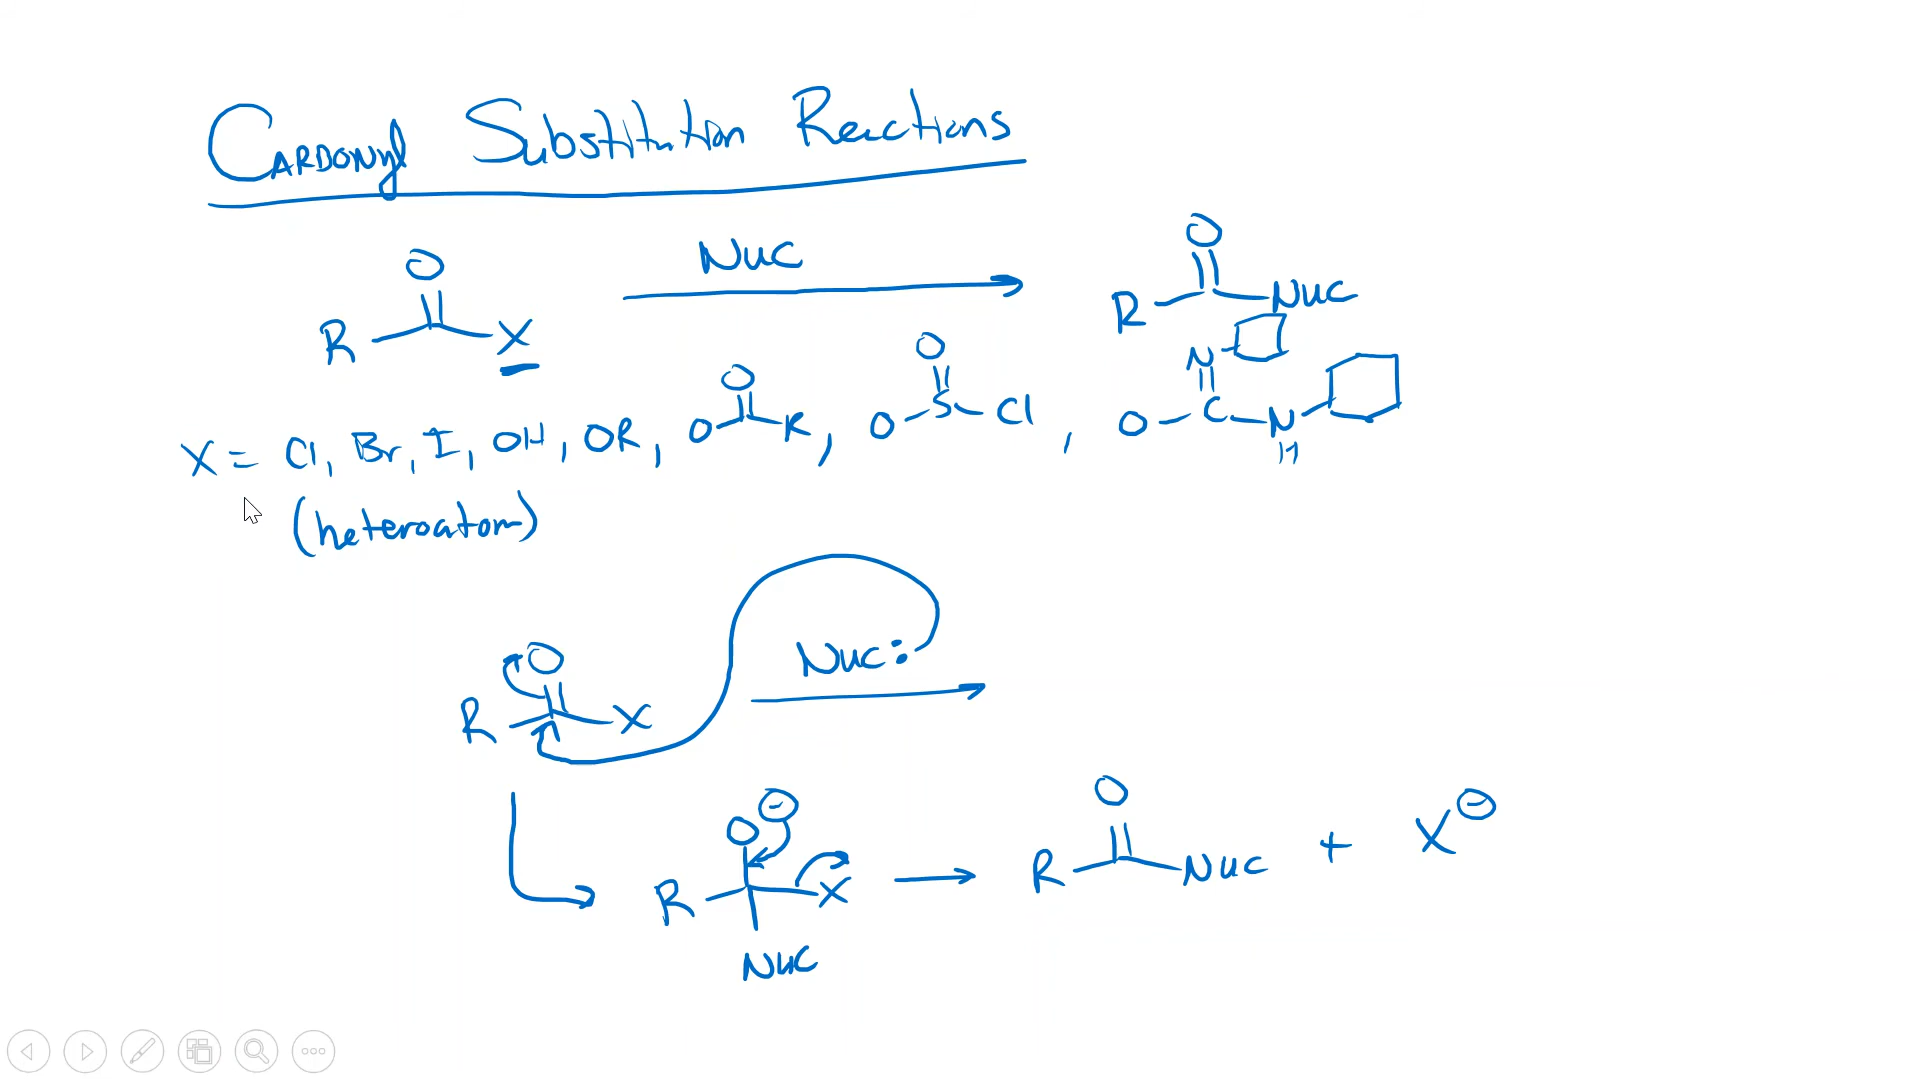 CARBONyl Substitution Reactions
O O
Nuc
R X R Nuc
O O N
X = Cl, Br, I, OH, OR, O R, O S Cl, O C N
H
(heteroatom)
O Nuc:
R X
O ⊖ O X ⊖
R X R Nuc +
Nuc